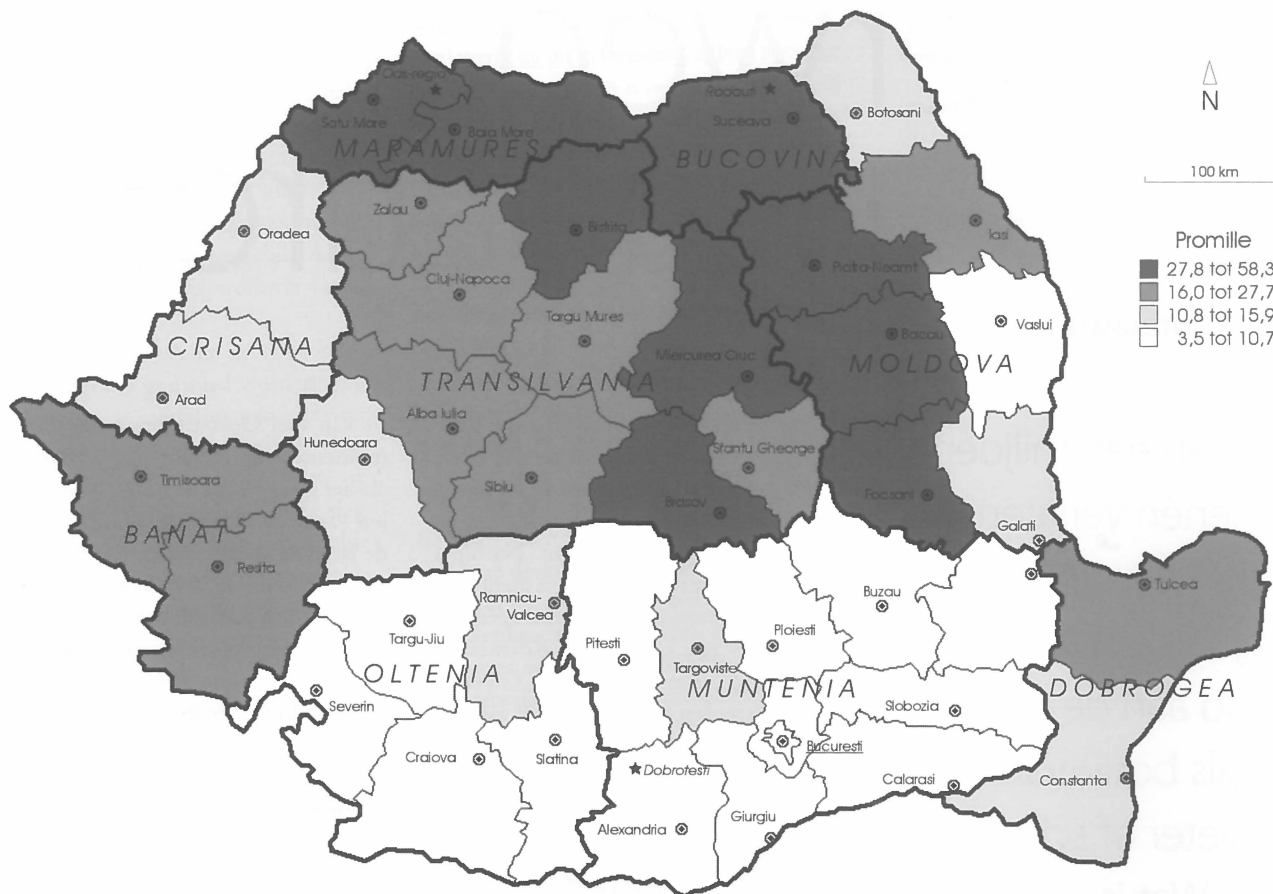 Oas-regio
Satu Mare
Baia Mare
MARAMURES
Rodauti
Suceava
BUCOVINA
Botosani
N
100 km
Promille
27,8 tot 58,3
16,0 tot 27,7
10,8 tot 15,9
3,5 tot 10,7
Zalau
Bistrita
Iasi
Oradea
Cluj-Napoca
Piatra-Neamt
Targu Mures
Bacau
Vaslui
CRISANA
Miercurea Ciuc
MOLDOVA
TRANSILVANIA
Arad
Alba Iulia
Hunedoara
Sfantu Gheorge
Timisoara
Sibiu
Brasov
Focsani
BANAT
Galati
Resita
Tulcea
Ramnicu-
Valcea
Buzau
Targu-Jiu
Pitesti
Ploiesti
Targoviste
OLTENIA
MUNTENIA
DOBROGEA
Severin
Slobozia
Craiova
Slatina
Bucuresti
Dobrotesti
Calarasi
Constanta
Alexandria
Giurgiu